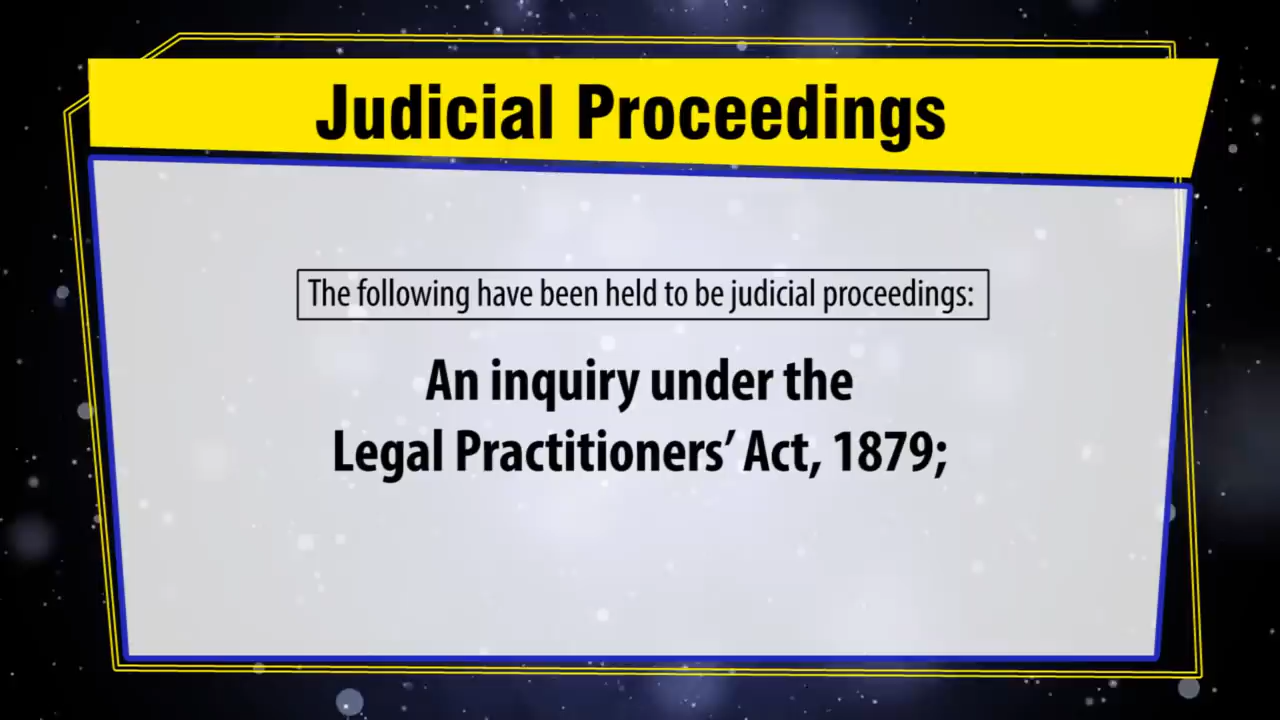 Judicial Proceedings
The following have been held to be judicial proceedings:
An inquiry under the
Legal Practitioners’ Act, 1879;